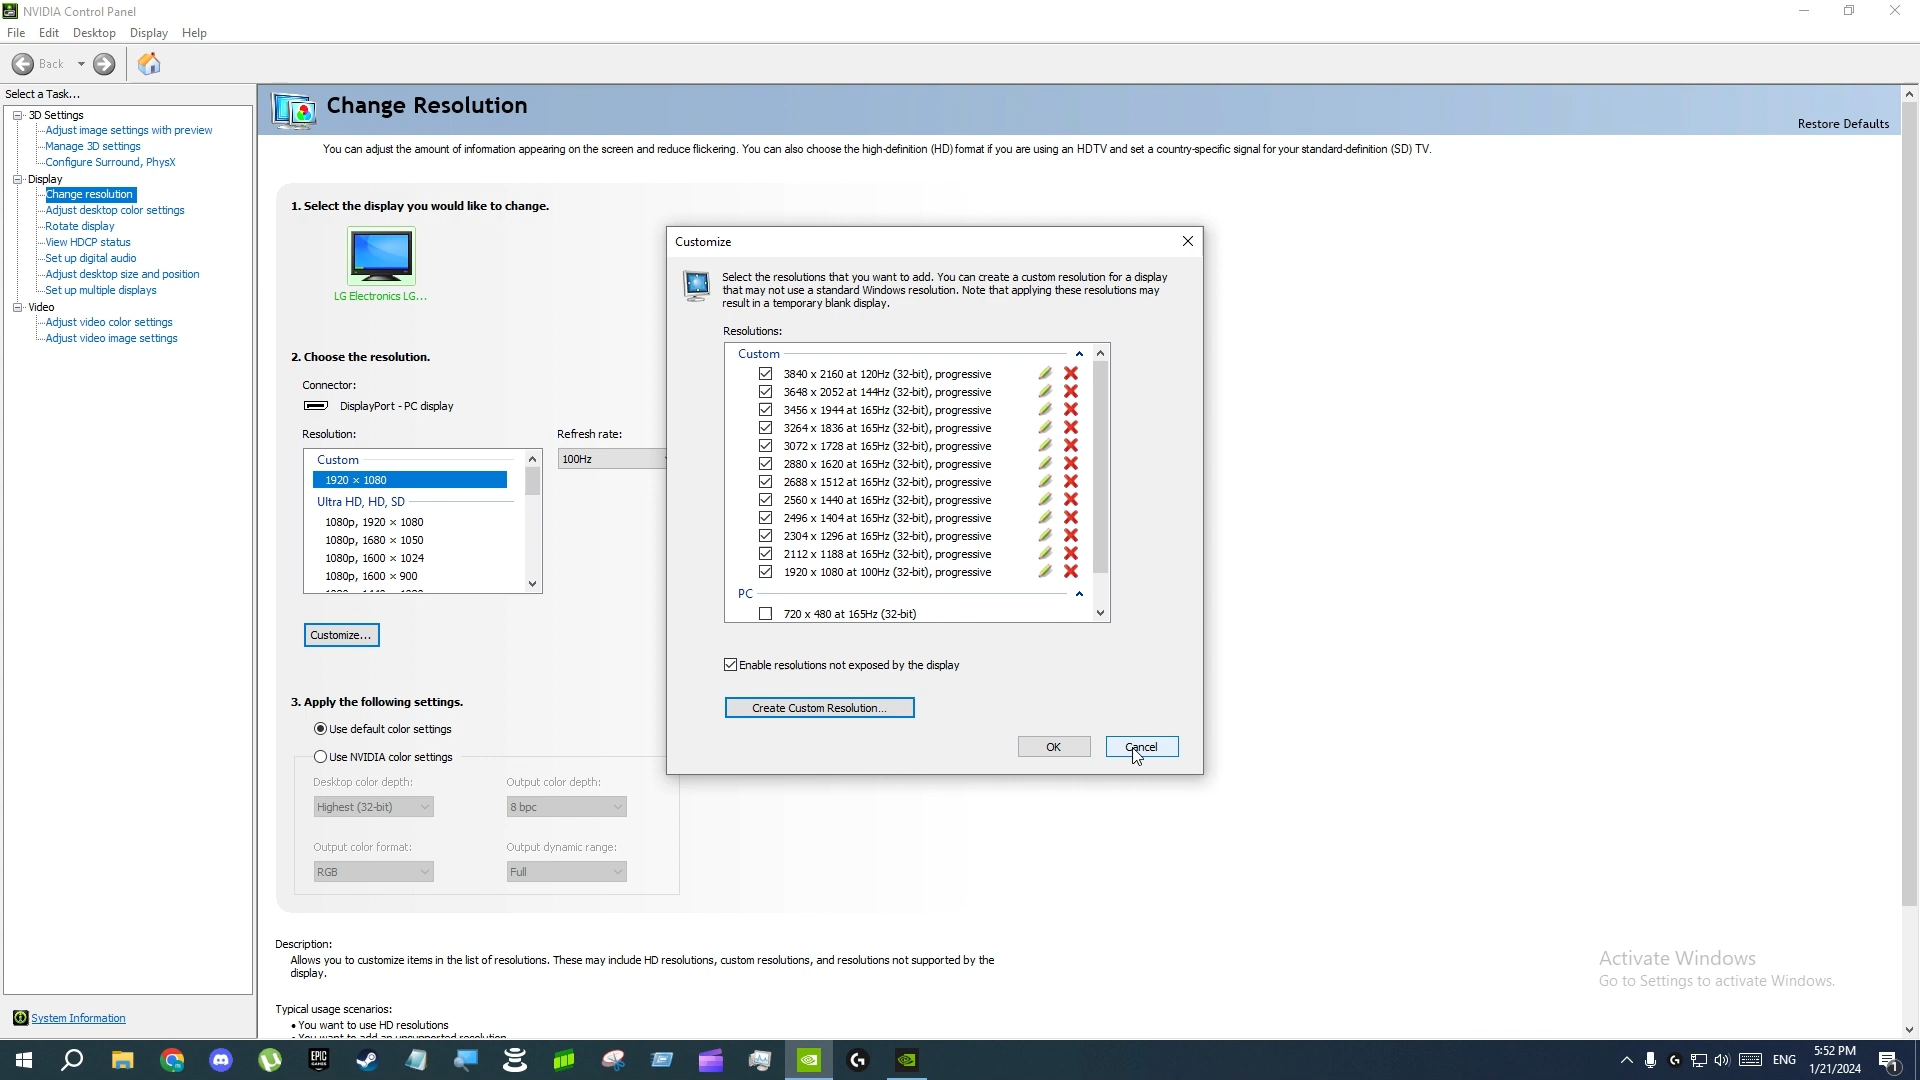 NVIDIA Control Panel
File Edit Desktop Display Help
Back
Select a Task...
3D Settings
Adjust image settings with preview
Manage 3D settings
Configure Surround, PhysX
Display
Change resolution
Adjust desktop color settings
Rotate display
View HDCP status
Set up digital audio
Adjust desktop size and position
Set up multiple displays
Video
Adjust video color settings
Adjust video image settings
System Information
Change Resolution
Restore Defaults
You can adjust the amount of information appearing on the screen and reduce flickering. You can also choose the high-definition (HD) format if you are using an HDTV and set a country-specific signal for your standard-definition (SD) TV.
1. Select the display you would like to change.
LG Electronics LG...
2. Choose the resolution.
Connector:
DisplayPort - PC display
Resolution:
Refresh rate:
Custom
1920 × 1080
100Hz
Ultra HD, HD, SD
1080p, 1920 × 1080
1080p, 1680 × 1050
1080p, 1600 × 1024
1080p, 1600 × 900
Customize...
3. Apply the following settings.
Use default color settings
Use NVIDIA color settings
Desktop color depth:
Output color depth:
Highest (32-bit)
8 bpc
Output color format:
Output dynamic range:
RGB
Full
Description:
Allows you to customize items in the list of resolutions. These may include HD resolutions, custom resolutions, and resolutions not supported by the
display.
Typical usage scenarios:
• You want to use HD resolutions
• You want to add an unsupported resolution
Customize
Select the resolutions that you want to add. You can create a custom resolution for a display
that may not use a standard Windows resolution. Note that applying these resolutions may
result in a temporary blank display.
Resolutions:
Custom
3840 x 2160 at 120Hz (32-bit), progressive
3648 x 2052 at 144Hz (32-bit), progressive
3456 x 1944 at 165Hz (32-bit), progressive
3264 x 1836 at 165Hz (32-bit), progressive
3072 x 1728 at 165Hz (32-bit), progressive
2880 x 1620 at 165Hz (32-bit), progressive
2688 x 1512 at 165Hz (32-bit), progressive
2560 x 1440 at 165Hz (32-bit), progressive
2496 x 1404 at 165Hz (32-bit), progressive
2304 x 1296 at 165Hz (32-bit), progressive
2112 x 1188 at 165Hz (32-bit), progressive
1920 x 1080 at 100Hz (32-bit), progressive
PC
720 x 480 at 165Hz (32-bit)
Enable resolutions not exposed by the display
Create Custom Resolution...
OK
Cancel
Activate Windows
Go to Settings to activate Windows.
EPIC
GAMES
ENG
5:52 PM
1/21/2024
1